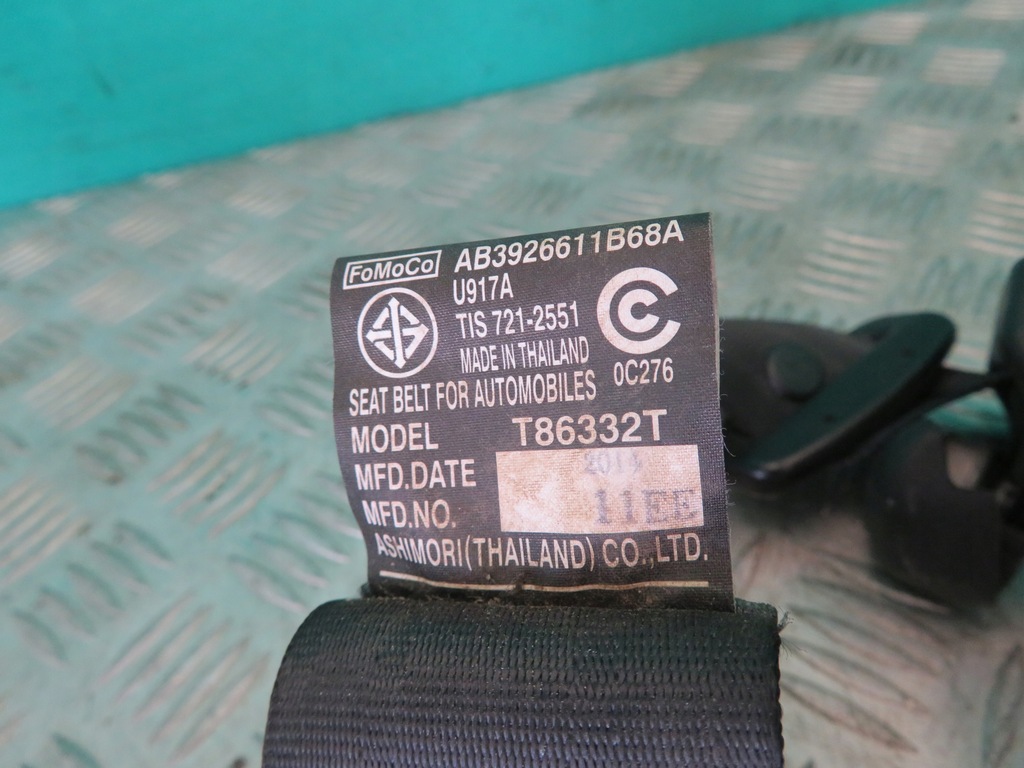 FoMoCo AB3926611B68A
U917A
TIS 721-2551
MADE IN THAILAND
0C276
SEAT BELT FOR AUTOMOBILES
MODEL T86332T
MFD.DATE
MFD.NO. 11EE
ASHIMORI(THAILAND) CO.,LTD.